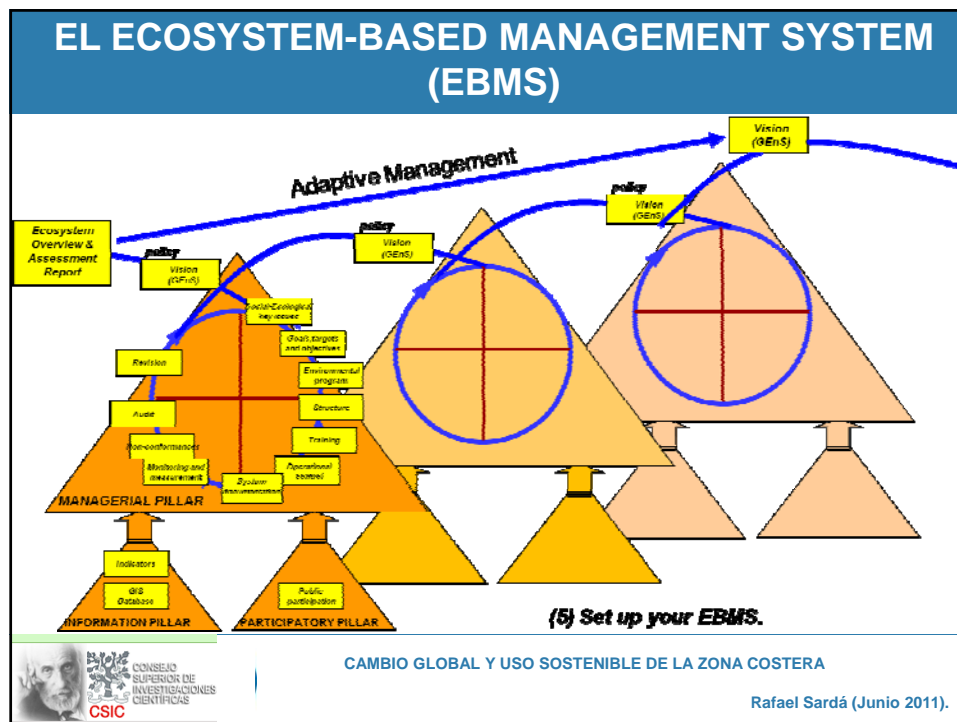 EL ECOSYSTEM-BASED MANAGEMENT SYSTEM
(EBMS)
Vision
(GEnS)
Adaptive Management
policy
Vision
(GEnS)
Ecosystem
Overview &
Assessment
Report
policy
Vision
(GEnS)
policy
Vision
(GEnS)
Social-Ecological
key issues
Goals, targets
and objectives
Revision
Environmental
program
Structure
Audit
Training
Non-conformances
Monitoring and
measurement
Operational
control
System
documentation
MANAGERIAL PILLAR
Indicators
GIS
Database
Public
participation
INFORMATION PILLAR
PARTICIPATORY PILLAR
(5) Set up your EBMS.
CONSEJO
SUPERIOR DE
INVESTIGACIONES
CIENTÍFICAS
CSIC
CAMBIO GLOBAL Y USO SOSTENIBLE DE LA ZONA COSTERA
Rafael Sardá (Junio 2011).